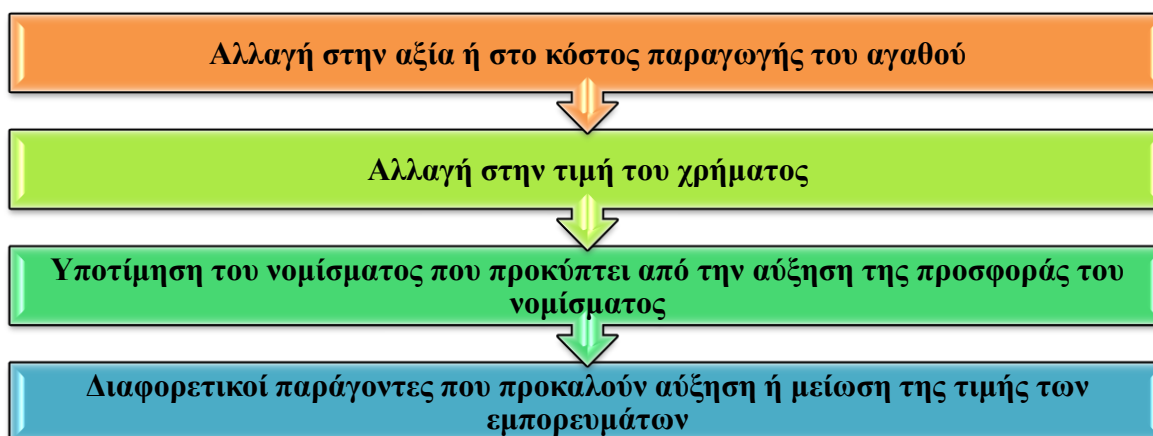 Αλλαγή στην αξία ή στο κόστος παραγωγής του αγαθού
Αλλαγή στην τιμή του χρήματος
Υποτίμηση του νομίσματος που προκύπτει από την αύξηση της προσφοράς του
νομίσματος
Διαφορετικοί παράγοντες που προκαλούν αύξηση ή μείωση της τιμής των
εμπορευμάτων